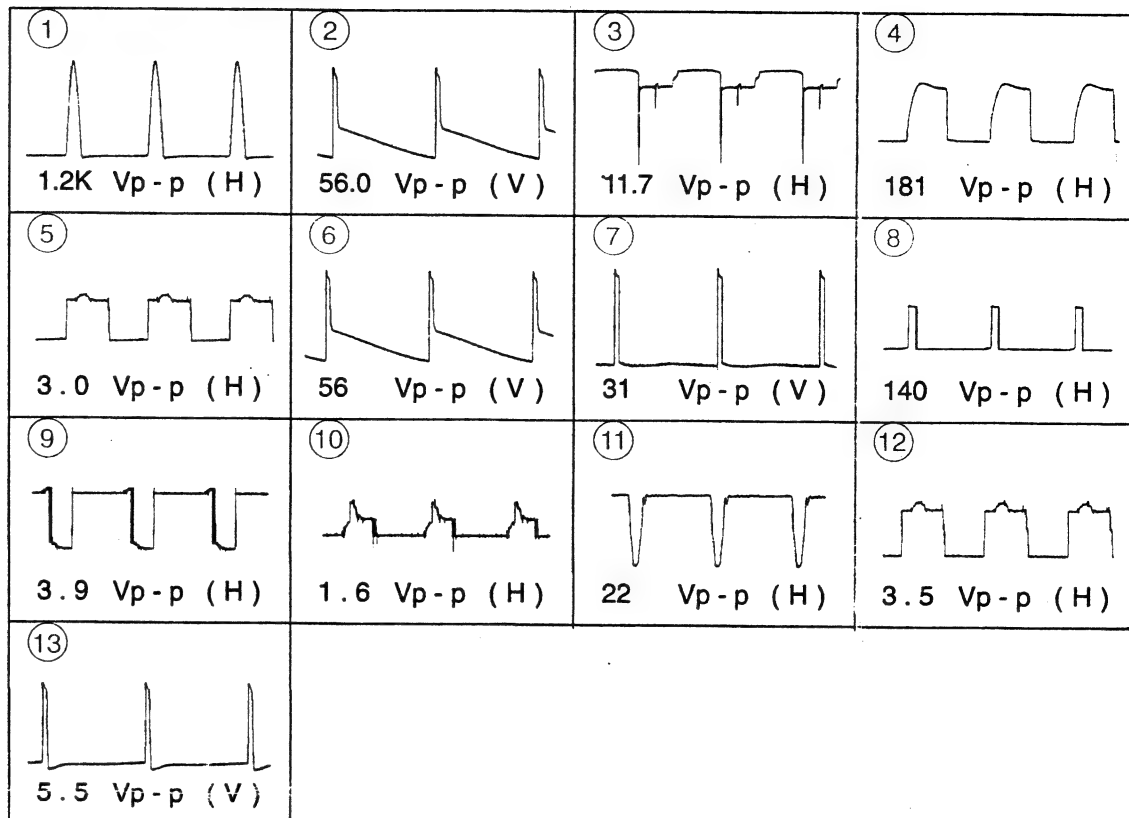 ① ② ③ ④
1.2K Vp-p (H) 56.0 Vp-p (V) 11.7 Vp-p (H) 181 Vp-p (H)
⑤ ⑥ ⑦ ⑧
3.0 Vp-p (H) 56 Vp-p (V) 31 Vp-p (V) 140 Vp-p (H)
⑨ ⑩ ⑪ ⑫
3.9 Vp-p (H) 1.6 Vp-p (H) 22 Vp-p (H) 3.5 Vp-p (H)
⑬
5.5 Vp-p (V)